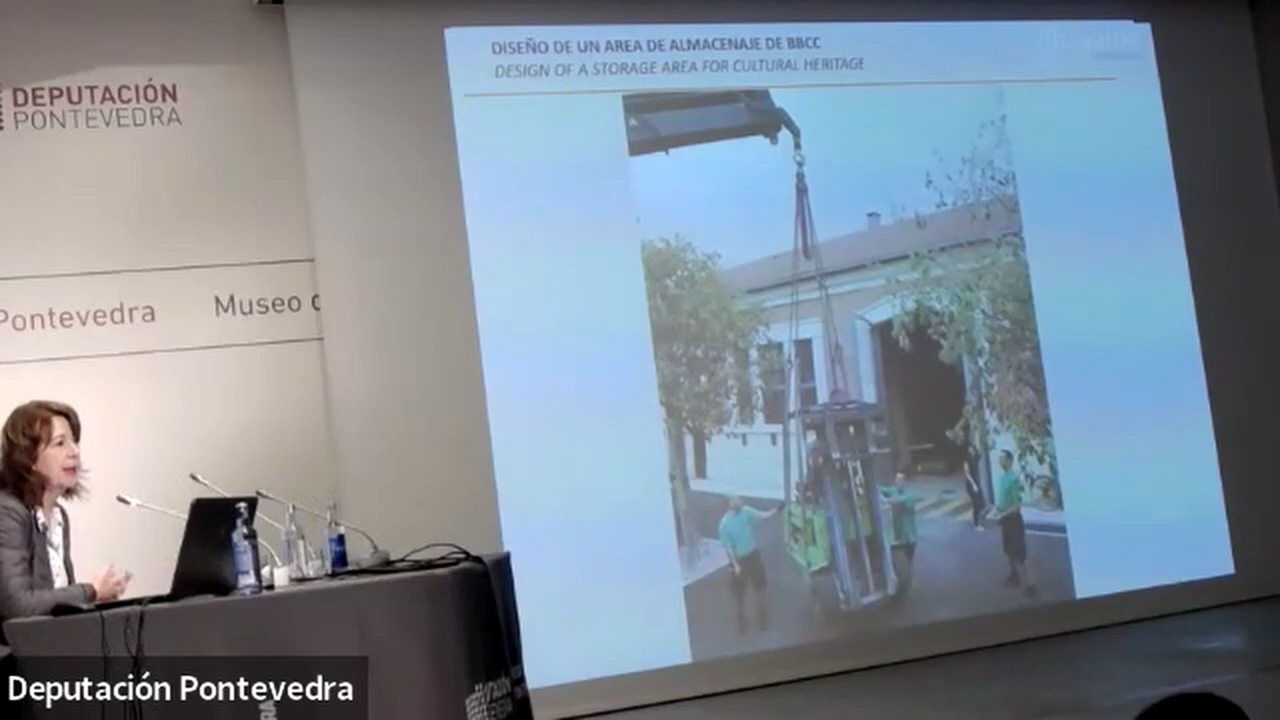 DEPUTACIÓN
PONTEVEDRA
Pontevedra Museo
DISEÑO DE UN AREA DE ALMACENAJE DE BBCC
DESIGN OF A STORAGE AREA FOR CULTURAL HERITAGE
Deputación Pontevedra